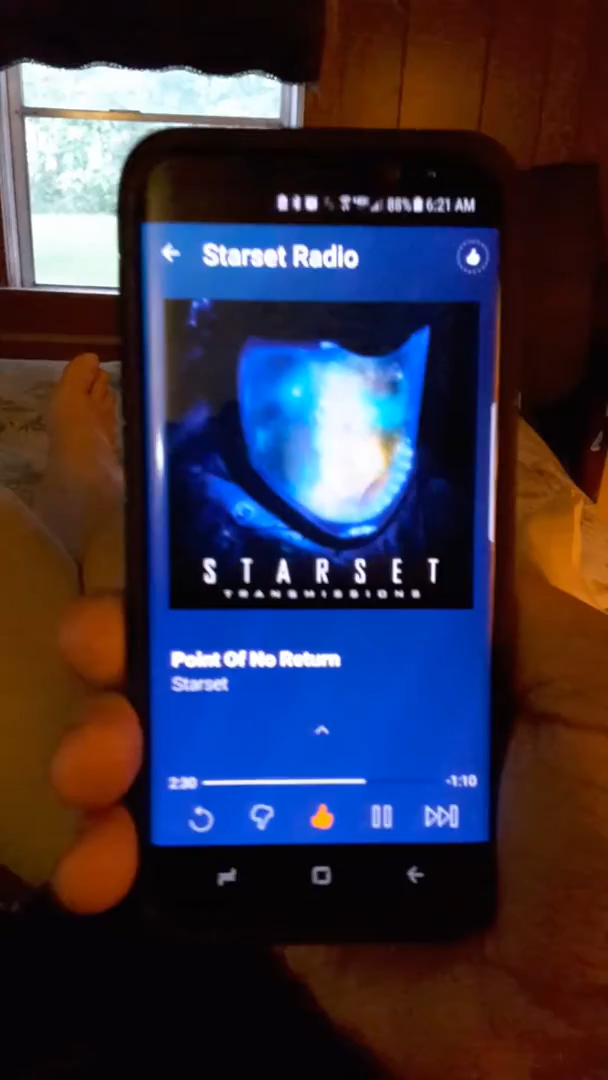 88% 6:21 AM
Starset Radio
STARSET
TRANSMISSIONS
Point Of No Return
Starset
2:30 -1:10